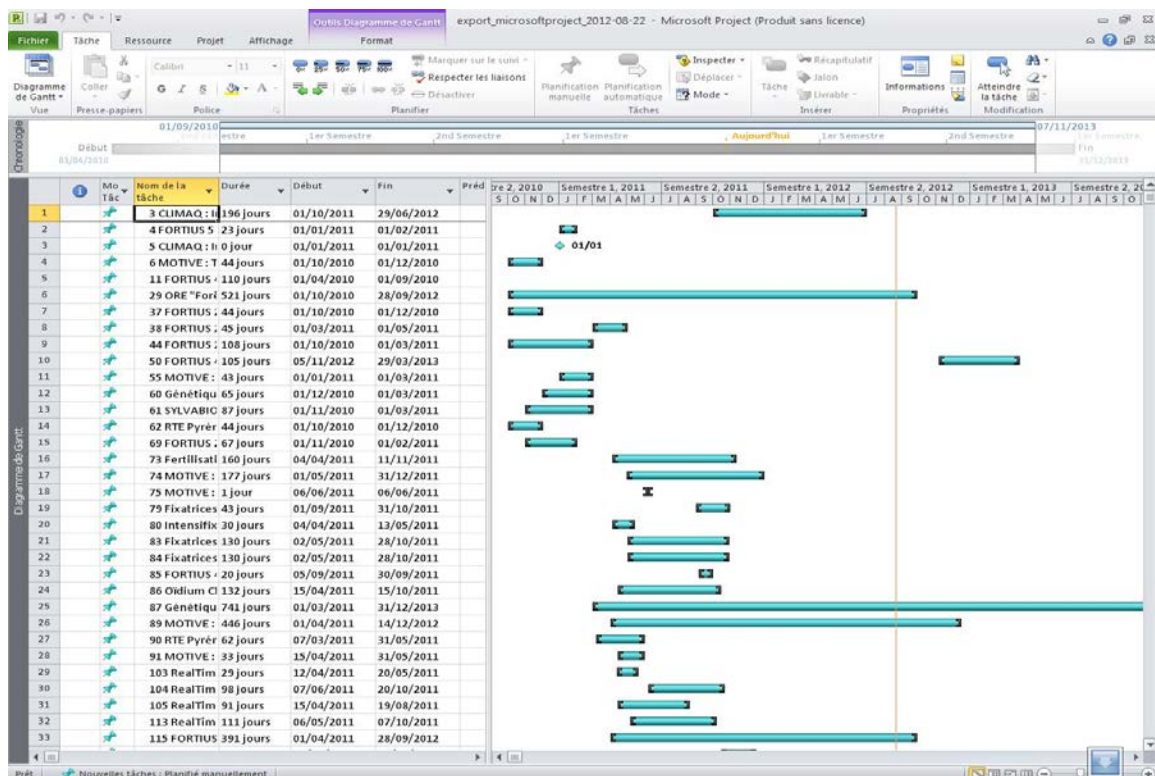 Outils Diagramme de Gantt export_microsoftproject_2012-08-22 - Microsoft Project (Produit sans licence)
Fichier Tâche Ressource Projet Affichage Format
Diagramme de Gantt
Vue
Coller
Presse-papiers
Calibri 11
G I S
Police
0% 25% 50% 75% 100%
Marquer sur le suivi
Respecter les liaisons
Désactiver
Planifier
Planification manuelle
Planification automatique
Inspecter
Déplacer
Mode
Tâches
Tâche
Récapitulatif
Jalon
Livrable
Insérer
Informations
Propriétés
Atteindre la tâche
Modification
Chronologie
01/09/2010 07/11/2013
estre 1er Semestre 2nd Semestre 1er Semestre Aujourd'hui 1er Semestre 2nd Semestre
Début Fin
31/12/2013
Mo Tâc Nom de la tâche Durée Début Fin Préd
tre 2, 2010 Semestre 1, 2011 Semestre 2, 2011 Semestre 1, 2012 Semestre 2, 2012 Semestre 1, 2013 Semestre 2, 20
S O N D J F M A M J J A S O N D J F M A M J J A S O N D J F M A M J J A S O
Diagramme de Gantt
1 3 CLIMAQ : 196 jours 01/10/2011 29/06/2012
2 4 FORTIUS 5 23 jours 01/01/2011 01/02/2011
3 5 CLIMAQ : 0 jour 01/01/2011 01/01/2011 01/01
4 6 MOTIVE : T 44 jours 01/10/2010 01/12/2010
5 11 FORTIUS 110 jours 01/04/2010 01/09/2010
6 29 ORE "Forê 521 jours 01/10/2010 28/09/2012
7 37 FORTIUS 44 jours 01/10/2010 01/12/2010
8 38 FORTIUS 45 jours 01/03/2011 01/05/2011
9 44 FORTIUS 108 jours 01/10/2010 01/03/2011
10 50 FORTIUS 105 jours 05/11/2012 29/03/2013
11 55 MOTIVE : 43 jours 01/01/2011 01/03/2011
12 60 Génétiqu 65 jours 01/12/2010 01/03/2011
13 61 SYLVABIO 87 jours 01/11/2010 01/03/2011
14 62 RTE Pyrér 44 jours 01/10/2010 01/12/2010
15 69 FORTIUS 67 jours 01/11/2010 01/02/2011
16 73 Fertilisati 160 jours 04/04/2011 11/11/2011
17 74 MOTIVE : 177 jours 01/05/2011 31/12/2011
18 75 MOTIVE : 1 jour 06/06/2011 06/06/2011
19 79 Fixatrices 43 jours 01/09/2011 31/10/2011
20 80 Intensifix 30 jours 04/04/2011 13/05/2011
21 83 Fixatrices 130 jours 02/05/2011 28/10/2011
22 84 Fixatrices 130 jours 02/05/2011 28/10/2011
23 85 FORTIUS 20 jours 05/09/2011 30/09/2011
24 86 Oïdium Cl 132 jours 15/04/2011 15/10/2011
25 87 Génétiqu 741 jours 01/03/2011 31/12/2013
26 89 MOTIVE : 446 jours 01/04/2011 14/12/2012
27 90 RTE Pyrér 62 jours 07/03/2011 31/05/2011
28 91 MOTIVE : 33 jours 15/04/2011 31/05/2011
29 103 RealTim 29 jours 12/04/2011 20/05/2011
30 104 RealTim 98 jours 07/06/2011 20/10/2011
31 105 RealTim 91 jours 15/04/2011 19/08/2011
32 113 RealTim 111 jours 06/05/2011 07/10/2011
33 115 FORTIUS 391 jours 01/04/2011 28/09/2012
Prêt Nouvelles tâches : Planifié manuellement